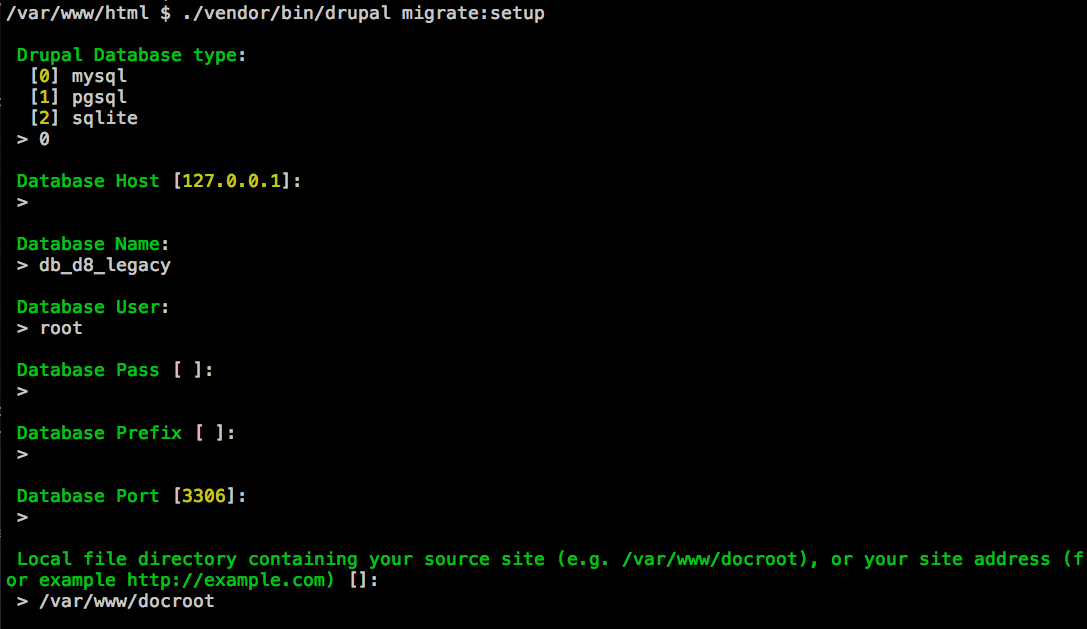 /var/www/html $ ./vendor/bin/drupal migrate:setup
Drupal Database type:
[0] mysql
[1] pgsql
[2] sqlite
> 0
Database Host [127.0.0.1]:
>
Database Name:
> db_d8_legacy
Database User:
> root
Database Pass [ ]:
>
Database Prefix [ ]:
>
Database Port [3306]:
>
Local file directory containing your source site (e.g. /var/www/docroot), or your site address (f
or example http://example.com) []:
> /var/www/docroot